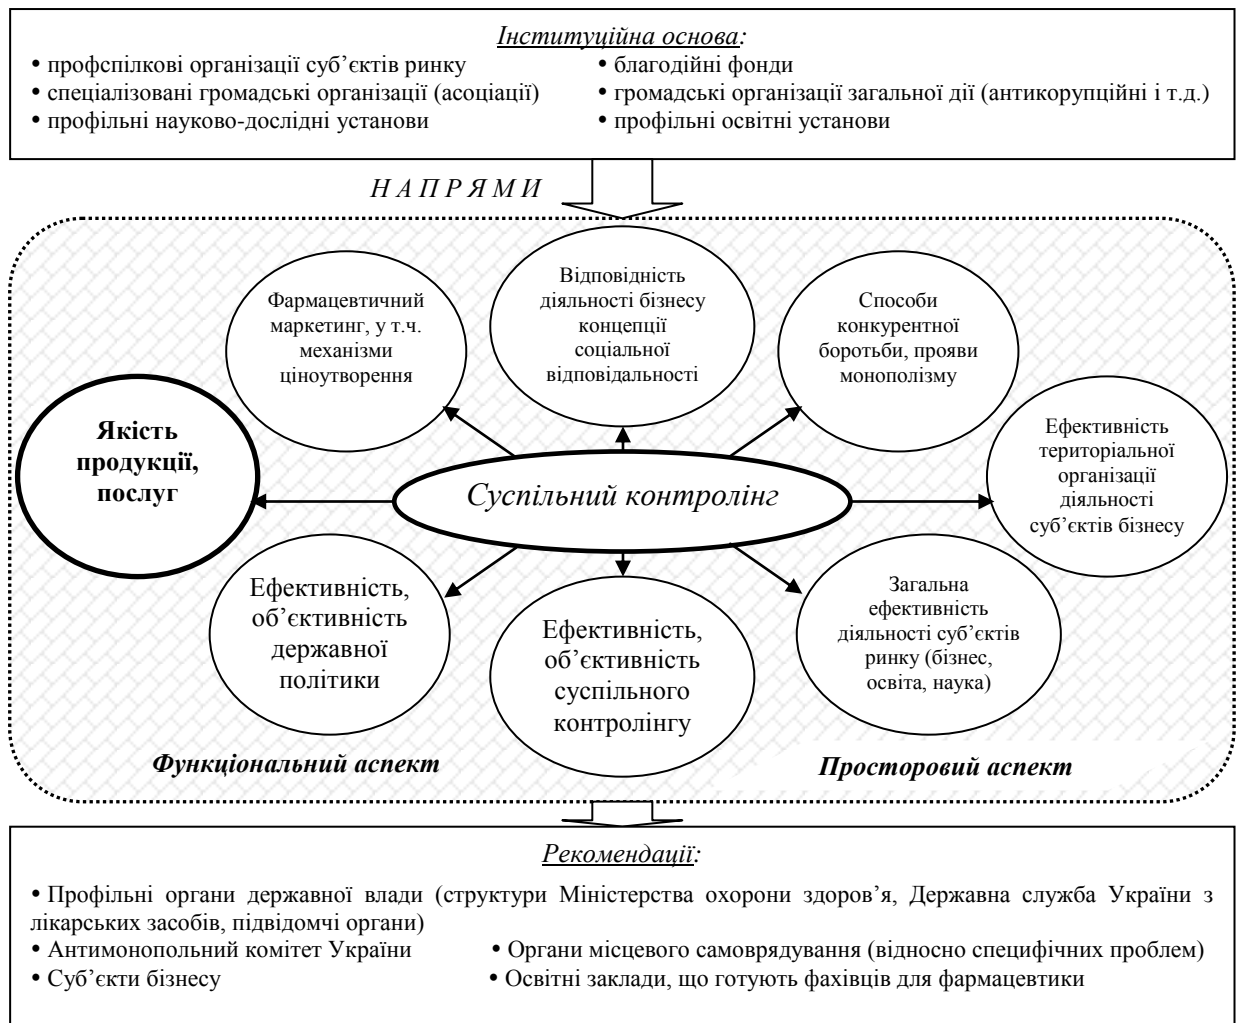 Інституційна основа:
• профспілкові організації суб’єктів ринку
• спеціалізовані громадські організації (асоціації)
• профільні науково-дослідні установи
• благодійні фонди
• громадські організації загальної дії (антикорупційні і т.д.)
• профільні освітні установи
Н А П Р Я М И
Фармацевтичний
маркетинг, у т.ч.
механізми
ціноутворення
Відповідність
діяльності бізнесу
концепції
соціальної
відповідальності
Способи
конкурентної
боротьби, прояви
монополізму
Якість
продукції,
послуг
Суспільний контролінг
Ефективність
територіальної
організації
діяльності
суб’єктів бізнесу
Ефективність,
об’єктивність
державної
політики
Ефективність,
об’єктивність
суспільного
контролінгу
Загальна
ефективність
діяльності суб’єктів
ринку (бізнес,
освіта, наука)
Функціональний аспект
Просторовий аспект
Рекомендації:
• Профільні органи державної влади (структури Міністерства охорони здоров’я, Державна служба України з
лікарських засобів, підвідомчі органи)
• Антимонопольний комітет України
• Органи місцевого самоврядування (відносно специфічних проблем)
• Суб’єкти бізнесу
• Освітні заклади, що готують фахівців для фармацевтики